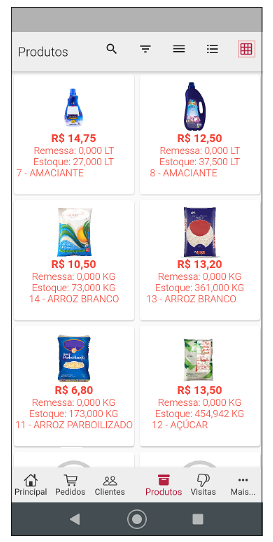 Produtos
R$ 14,75
Remessa: 0,000 LT
Estoque: 27,000 LT
7 - AMACIANTE
R$ 12,50
Remessa: 0,000 LT
Estoque: 37,500 LT
8 - AMACIANTE
R$ 10,50
Remessa: 0,000 KG
Estoque: 73,000 KG
14 - ARROZ BRANCO
R$ 13,20
Remessa: 0,000 KG
Estoque: 361,000 KG
13 - ARROZ BRANCO
R$ 6,80
Remessa: 0,000 KG
Estoque: 173,000 KG
11 - ARROZ PARBOILIZADO
R$ 13,50
Remessa: 0,000 KG
Estoque: 454,942 KG
12 - AÇÚCAR
Principal Pedidos Clientes Produtos Visitas Mais...